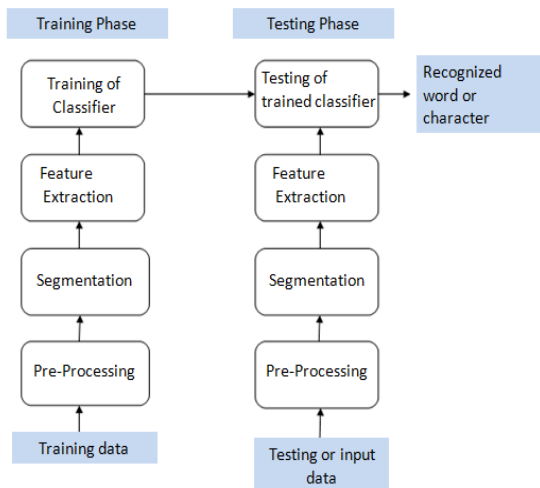 Training Phase
Testing Phase
Training of
Classifier
Testing of
trained classifier
Recognized
word or
character
Feature
Extraction
Feature
Extraction
Segmentation
Segmentation
Pre-Processing
Pre-Processing
Training data
Testing or input
data